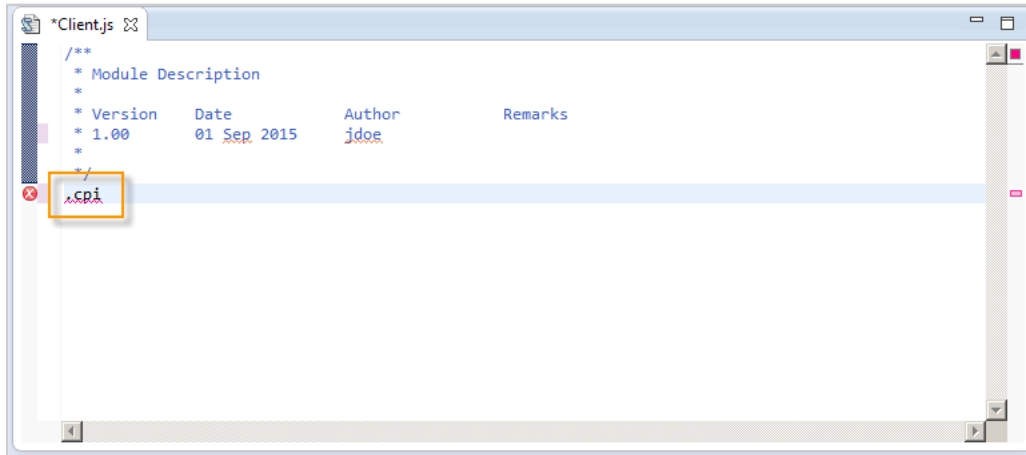 *Client.js
/**
* Module Description
*
* Version Date Author Remarks
* 1.00 01 Sep 2015 jdoe
*
*/
.cpi